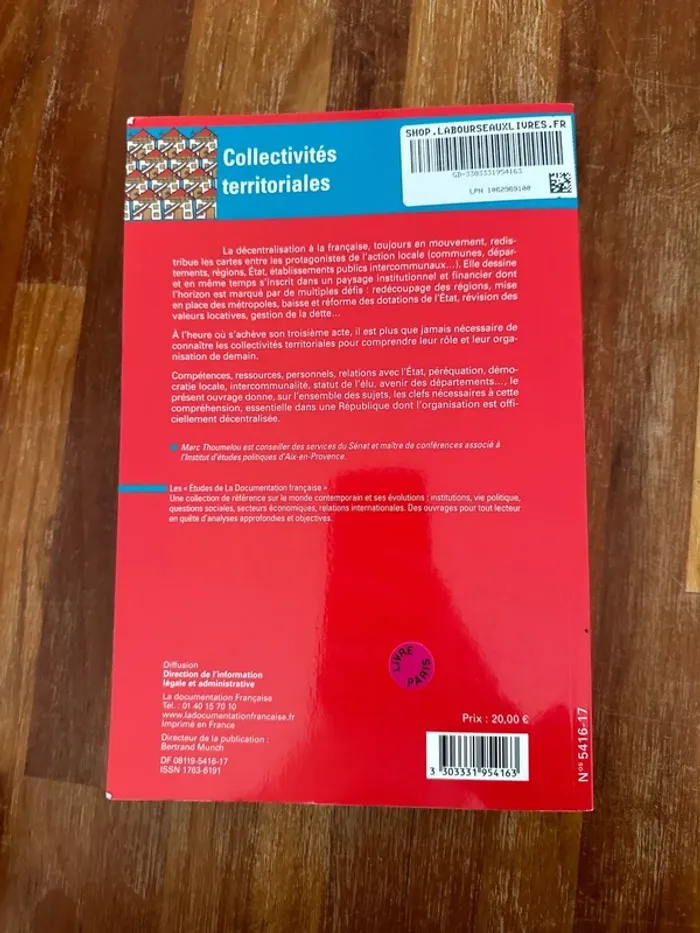 SHOP.LABOURSEAUXLIVRES.FR
GD-3303331954163
LPN 1062969100
Collectivités
territoriales
La décentralisation à la française, toujours en mouvement, redis-
tribue les cartes entre les protagonistes de l'action locale (communes, dépar-
tements, régions, État, établissements publics intercommunaux...). Elle dessine
et en même temps s'inscrit dans un paysage institutionnel et financier dont
l'horizon est marqué par de multiples défis : redécoupage des régions, mise
en place des métropoles, baisse et réforme des dotations de l'État, révision des
valeurs locatives, gestion de la dette...
À l'heure où s'achève son troisième acte, il est plus que jamais nécessaire de
connaître les collectivités territoriales pour comprendre leur rôle et leur orga-
nisation de demain.
Compétences, ressources, personnels, relations avec l'État, péréquation, démo-
cratie locale, intercommunalité, statut de l'élu, avenir des départements..., le
présent ouvrage donne, sur l'ensemble des sujets, les clefs nécessaires à cette
compréhension, essentielle dans une République dont l'organisation est offi-
ciellement décentralisée.
Marc Thoumelou est conseiller des services du Sénat et maître de conférences associé à
l'Institut d'études politiques d'Aix-en-Provence.
Les « Études de La Documentation française »
Une collection de référence sur le monde contemporain et ses évolutions : institutions, vie politique,
questions sociales, secteurs économiques, relations internationales. Des ouvrages pour tout lecteur
en quête d'analyses approfondies et objectives.
LIVRE
PARIS
Diffusion
Direction de l'information
légale et administrative
La documentation Française
Tél. : 01 40 15 70 10
www.ladocumentationfrancaise.fr
Imprimé en France
Directeur de la publication :
Bertrand Munch
DF 08119-5416-17
ISSN 1763-6191
Prix : 20,00 €
3 303331 954163
Nos 5416-17